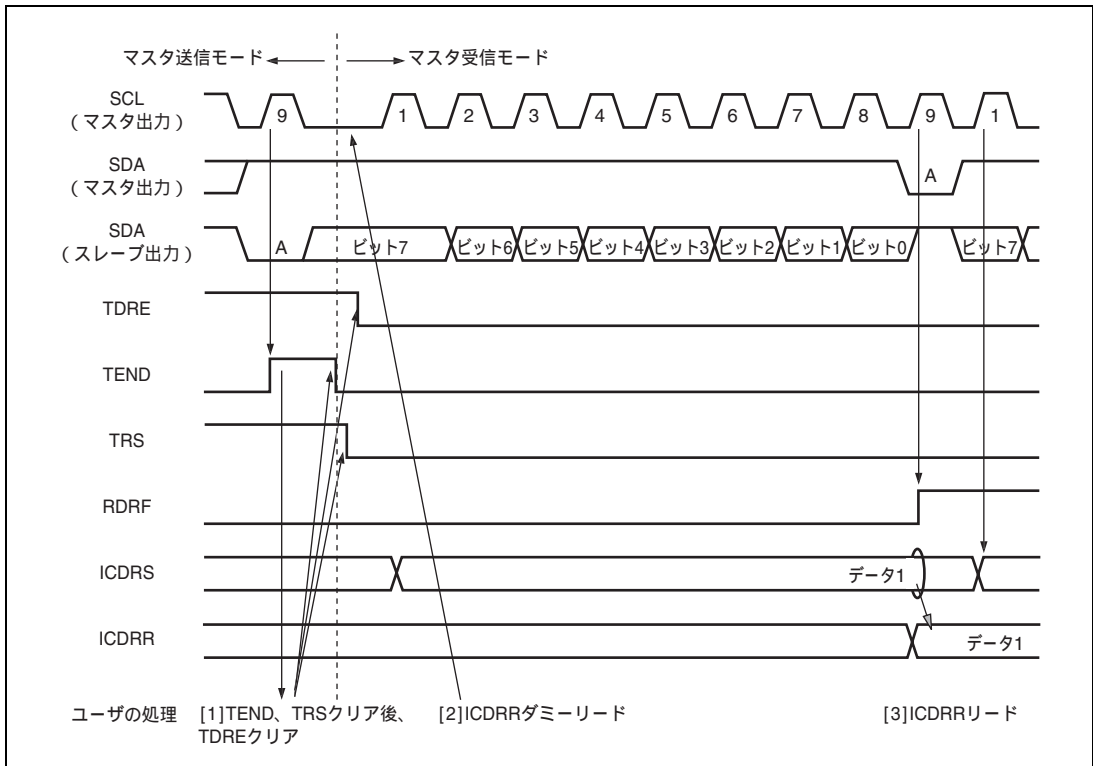 マスタ送信モード マスタ受信モード
SCL
（マスタ出力） 9 1 2 3 4 5 6 7 8 9 1
SDA
（マスタ出力） A
SDA
（スレーブ出力） A ビット7 ビット6 ビット5 ビット4 ビット3 ビット2 ビット1 ビット0 ビット7
TDRE
TEND
TRS
RDRF
ICDRS データ1
ICDRR データ1
ユーザの処理 [1]TEND、TRSクリア後、 [2]ICDRRダミーリード [3]ICDRRリード
TDREクリア